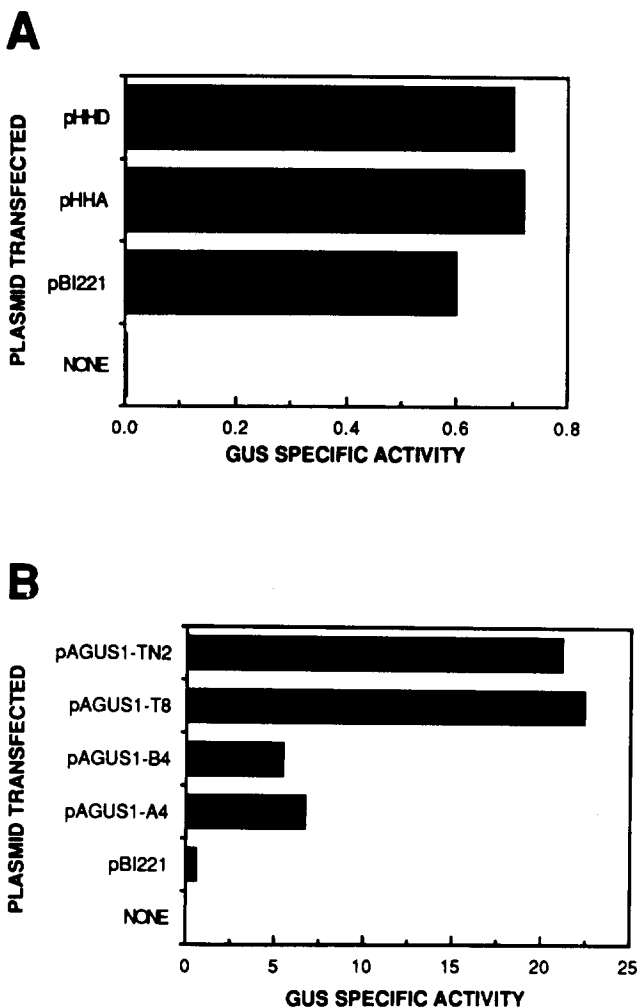 A
PLASMID TRANSFECTED
pHHD
pHHA
pBI221
NONE
0.0 0.2 0.4 0.6 0.8
GUS SPECIFIC ACTIVITY
B
PLASMID TRANSFECTED
pAGUS1-TN2
pAGUS1-T8
pAGUS1-B4
pAGUS1-A4
pBI221
NONE
0 5 10 15 20 25
GUS SPECIFIC ACTIVITY